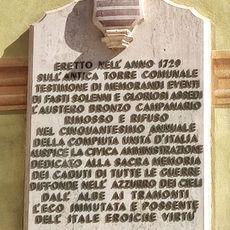 ERETTO NELL'ANNO 1729
SULL'ANTICA TORRE COMUNALE
TESTIMONE DI MEMORANDI EVENTI
DI FASTI SOLENNI E GLORIOSI ASSEDI
L'AUSTERO BRONZO CAMPANARIO
RIMOSSO E RIFUSO
NEL CINQUANTESIMO ANNUALE
DELLA COMPIUTA UNITÀ D'ITALIA
AUSPICE LA CIVICA AMMINISTRAZIONE
DEDICATO ALLA SACRA MEMORIA
DEI CADUTI DI TUTTE LE GUERRE
DIFFONDE NELL' AZZURRO DEI CIELI
DALL' ALBE AI TRAMONTI
L'ECO IMMUTATA E POSSENTE
DELL' ITALE EROICHE VIRTÙ